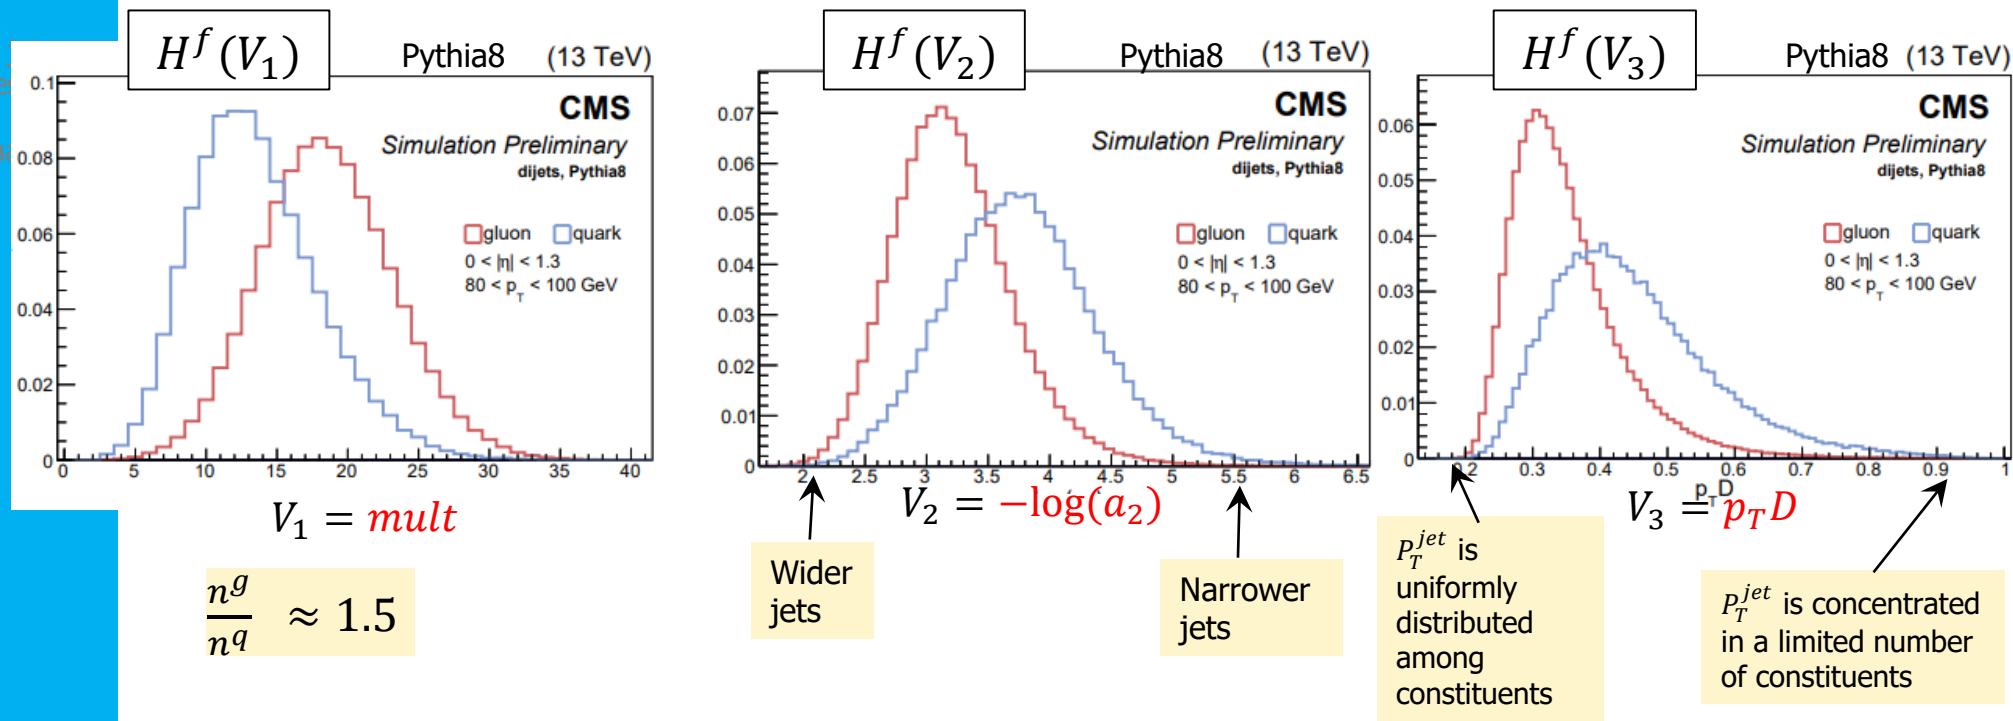 H^f(V_1)
Pythia8 (13 TeV)
CMS
Simulation Preliminary
dijets, Pythia8
gluon quark
0 < |η| < 1.3
80 < p_T < 100 GeV
0.1
0.08
0.06
0.04
0.02
0
0 5 10 15 20 25 30 35 40
V_1 = mult
n^g / n^q ≈ 1.5
H^f(V_2)
Pythia8 (13 TeV)
CMS
Simulation Preliminary
dijets, Pythia8
gluon quark
0 < |η| < 1.3
80 < p_T < 100 GeV
0.07
0.06
0.05
0.04
0.03
0.02
0.01
0
2 2.5 3 3.5 4 4.5 5 5.5 6 6.5
V_2 = −log(a_2)
Wider
jets
Narrower
jets
H^f(V_3)
Pythia8 (13 TeV)
CMS
Simulation Preliminary
dijets, Pythia8
gluon quark
0 < |η| < 1.3
80 < p_T < 100 GeV
0.06
0.05
0.04
0.03
0.02
0.01
0
0.2 0.3 0.4 0.5 0.6 0.7 0.8 0.9 1
p_TD
V_3 = p_TD
P_T^jet is
uniformly
distributed
among
constituents
P_T^jet is concentrated
in a limited number
of constituents